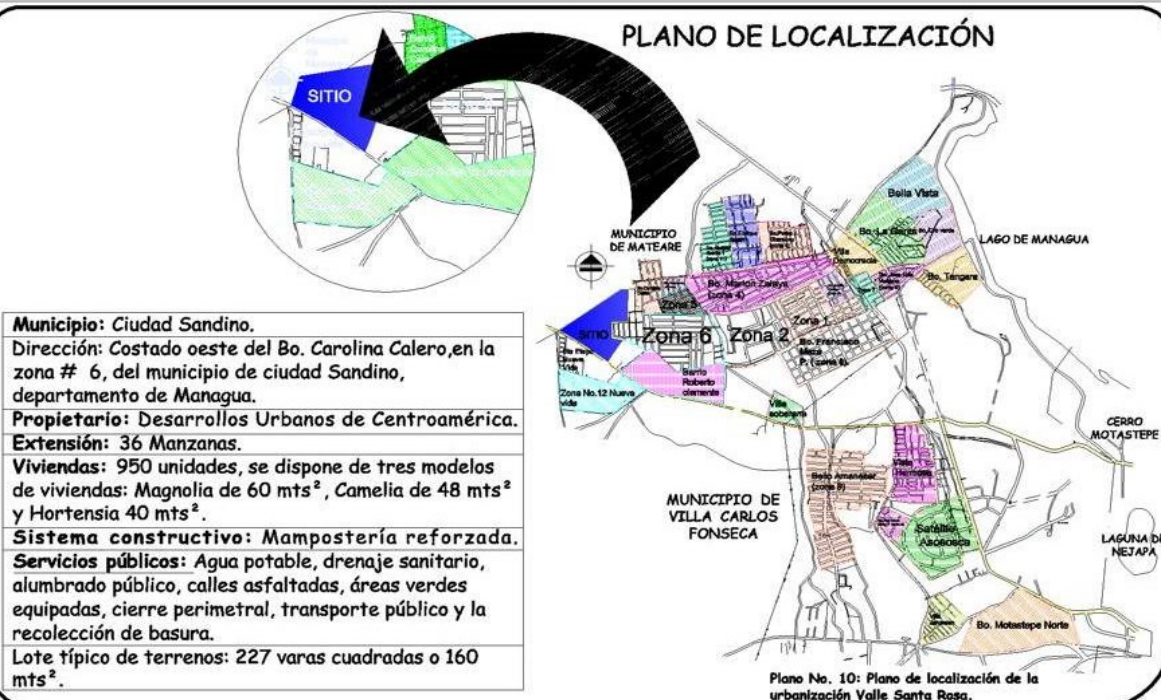 PLANO DE LOCALIZACIÓN
SITIO
MUNICIPIO
DE MATEARE
LAGO DE MANAGUA
Bella Vista
Bo. Tangara
Bo. Marlon Zelaya
(zona 4)
Villa
Democracia
SITIO
Zona 6
Zona 2
Zona 1
Bo. Francisco
Meza
Barrio
Roberto
clemente
Zona No.12 Nueva
vida
Villa
soberana
CERRO
MOTASTEPE
Vista
Hermosa
Bello Amanecer
MUNICIPIO DE
VILLA CARLOS
FONSECA
Satélite
Asososca
LAGUNA DE
NEJAPA
Bo. Motastepe Norte
Municipio: Ciudad Sandino.
Dirección: Costado oeste del Bo. Carolina Calero,en la
zona # 6, del municipio de ciudad Sandino,
departamento de Managua.
Propietario: Desarrollos Urbanos de Centroamérica.
Extensión: 36 Manzanas.
Viviendas: 950 unidades, se dispone de tres modelos
de viviendas: Magnolia de 60 mts², Camelia de 48 mts²
y Hortensia 40 mts².
Sistema constructivo: Mampostería reforzada.
Servicios públicos: Agua potable, drenaje sanitario,
alumbrado público, calles asfaltadas, áreas verdes
equipadas, cierre perimetral, transporte público y la
recolección de basura.
Lote típico de terrenos: 227 varas cuadradas o 160
mts².
Plano No. 10: Plano de localización de la
urbanización Valle Santa Rosa.